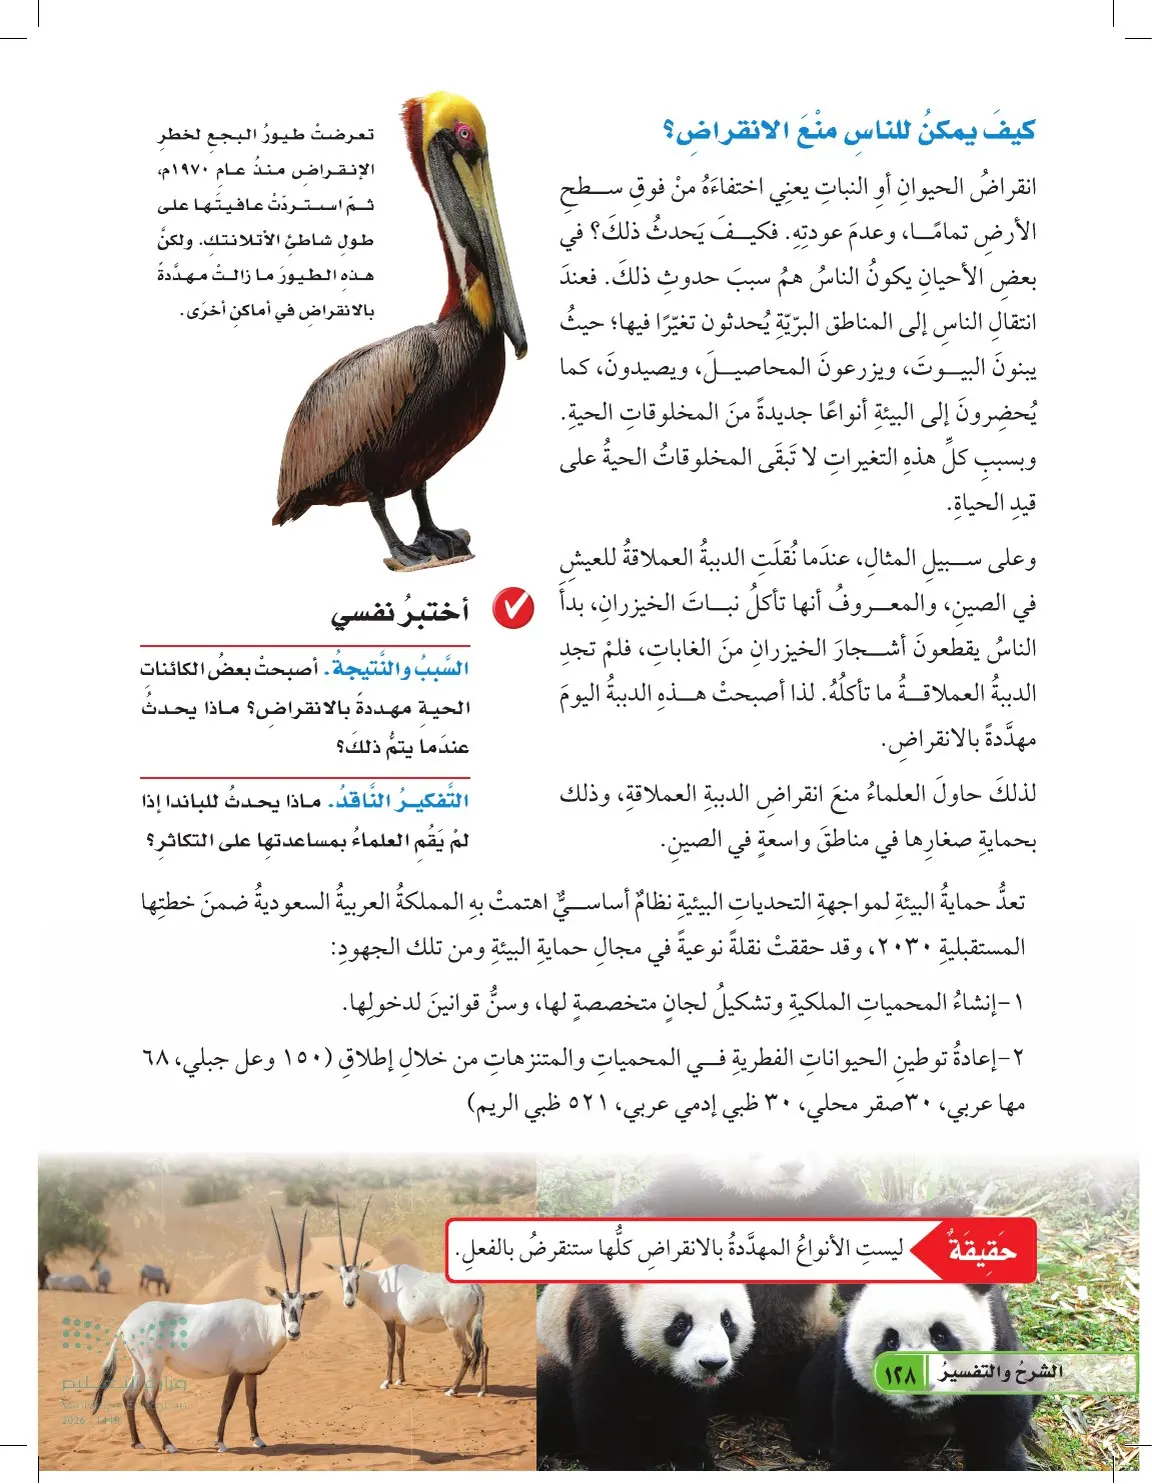 كيفَ يمكنُ للناسِ منْعَ الانقراضِ؟
انقراضُ الحيوانِ أوِ النباتِ يعنِي اختفاءَهُ منْ فوقِ سطحِ
الأرضِ تمامًا، وعدمَ عودتِهِ. فكيفَ يَحدثُ ذلكَ؟ في
بعضِ الأحيانِ يكونُ الناسُ همُ سببَ حدوثِ ذلكَ. فعندَ
انتقالِ الناسِ إلى المناطق البرّيّةِ يُحدثون تغيّرًا فيها؛ حيثُ
يبنونَ البيوتَ، ويزرعونَ المحاصيلَ، ويصيدونَ، كما
يُحضِرونَ إلى البيئةِ أنواعًا جديدةً منَ المخلوقاتِ الحيةِ.
وبسببِ كلِّ هذهِ التغيراتِ لا تَبقَى المخلوقاتُ الحيةُ على
قيدِ الحياةِ.
وعلى سبيلِ المثالِ، عندَما نُقلَتِ الدببةُ العملاقةُ للعيشِ
في الصينِ، والمعروفُ أنها تأكلُ نباتَ الخيزرانِ، بدأَ
الناسُ يقطعونَ أشجارَ الخيزرانِ منَ الغاباتِ، فلمْ تجدِ
الدببةُ العملاقةُ ما تأكلُهُ. لذا أصبحتْ هذهِ الدببةُ اليومَ
مهدَّدةً بالانقراضِ.
لذلكَ حاولَ العلماءُ منعَ انقراضِ الدببةِ العملاقةِ، وذلك
بحمايةِ صغارِها في مناطقَ واسعةٍ في الصينِ.
تعرضتْ طيورُ البجعِ لخطرِ
الإنقراضِ منذُ عامِ ١٩٧٠م،
ثمّ استردّتْ عافيتَها على
طولِ شاطئِ الأتلانتكِ. ولكنَّ
هذهِ الطيورَ ما زالتْ مهدَّدةً
بالانقراضِ في أماكنِ أخرَى.
أختبرُ نفسي
السَّببُ والنَّتيجةُ. أصبحتْ بعضُ الكائناتِ
الحيةِ مهددةً بالانقراضِ؟ ماذا يحدثُ
عندَما يتمُّ ذلكَ؟
التَّفكيرُ النَّاقدُ. ماذا يحدثُ للباندا إذا
لمْ يَقُمِ العلماءُ بمساعدتِها على التكاثرِ؟
تعدُّ حمايةُ البيئةِ لمواجهةِ التحدياتِ البيئيةِ نظامٌ أساسيٌّ اهتمتْ بهِ المملكةُ العربيةُ السعوديةُ ضمنَ خطتِها
المستقبليةِ ٢٠٣٠، وقد حققتْ نقلةً نوعيةً في مجالِ حمايةِ البيئةِ ومن تلك الجهودِ:
١-إنشاءُ المحمياتِ الملكيةِ وتشكيلُ لجانٍ متخصصةٍ لها، وسنُّ قوانينَ لدخولِها.
٢-إعادةُ توطينِ الحيواناتِ الفطريةِ في المحمياتِ والمتنزهاتِ من خلالِ إطلاقِ (١٥٠ وعل جبلي، ٦٨
مها عربي، ٣٠صقر محلي، ٣٠ ظبي إدمي عربي، ٥٢١ ظبي الريم)
حَقِيقَةٌ
ليستِ الأنواعُ المهدَّدةُ بالانقراضِ كلُّها ستنقرضُ بالفعلِ.
الشرحُ والتفسيرُ ١٢٨
وزارة التعليم
Ministry of Education
2026 - 1448